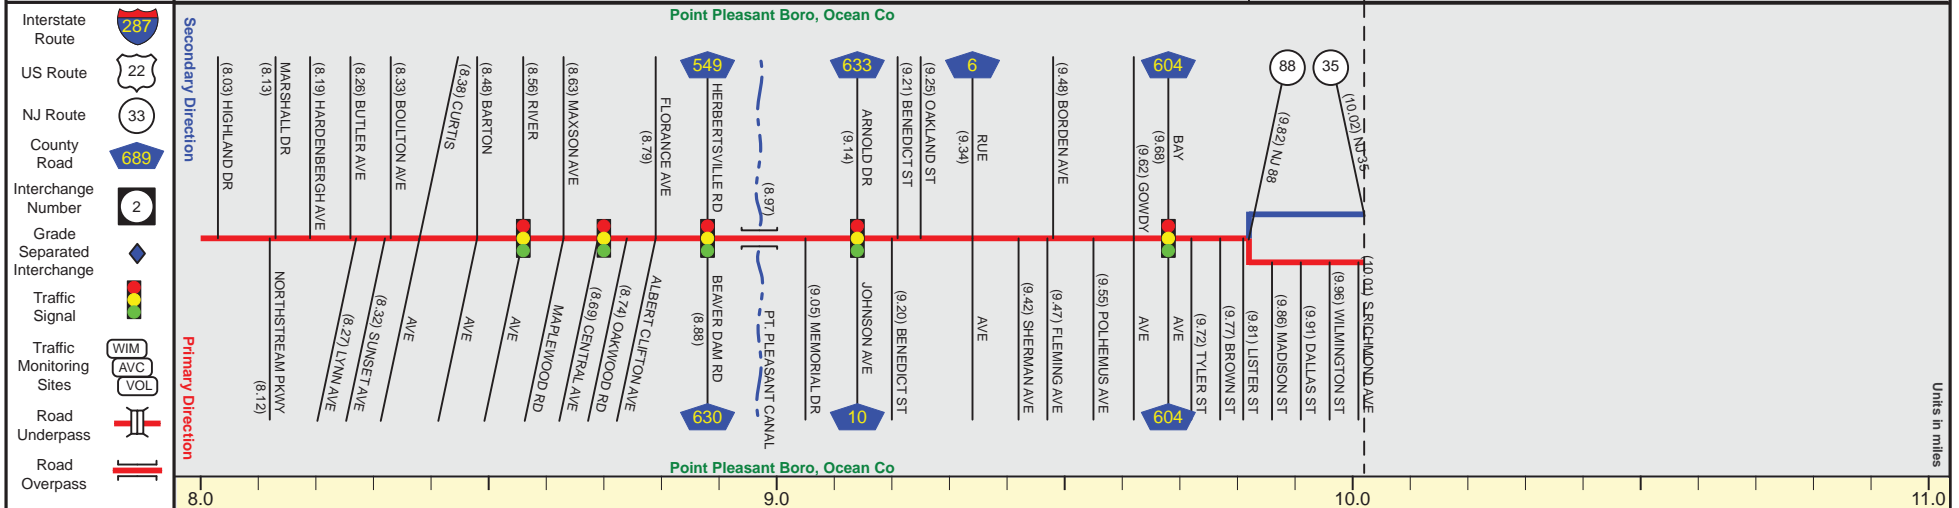 Interstate
Route
287
US Route
22
NJ Route
33
County
Road
689
Interchange
Number
2
Grade
Separated
Interchange
Traffic
Signal
Traffic
Monitoring
Sites
WIM
AVC
VOL
Road
Underpass
Road
Overpass
Secondary Direction
Primary Direction
Point Pleasant Boro, Ocean Co
(8.03) HIGHLAND DR
MARSHALL DR
(8.13)
(8.19) HARDENBERGH AVE
(8.26) BUTLER AVE
(8.33) BOULTON AVE
(8.38) CURTIS
(8.48) BARTON
(8.56) RIVER
(8.63) MAXSON AVE
FLORANCE AVE
(8.79)
549
HERBERTSVILLE RD
(8.97)
633
ARNOLD DR
(9.14)
(9.21) BENEDICT ST
(9.25) OAKLAND ST
6
RUE
(9.34)
(9.48) BORDEN AVE
(9.62) GOWDY
604
BAY
(9.68)
88
(9.82) NJ 88
35
(10.02) NJ 35
NORTHSTREAM PKWY
(8.12)
(8.27) LYNN AVE
(8.32) SUNSET AVE
AVE
AVE
AVE
MAPLEWOOD RD
(8.69) CENTRAL AVE
(8.74) OAKWOOD RD
ALBERT CLIFTON AVE
BEAVER DAM RD
(8.88)
630
PT. PLEASANT CANAL
(9.05) MEMORIAL DR
JOHNSON AVE
10
(9.20) BENEDICT ST
AVE
(9.42) SHERMAN AVE
(9.47) FLEMING AVE
(9.55) POLHEMUS AVE
AVE
AVE
604
(9.72) TYLER ST
(9.77) BROWN ST
(9.81) LISTER ST
(9.86) MADISON ST
(9.91) DALLAS ST
(9.96) WILMINGTON ST
(10.01) S RICHMOND AVE
Point Pleasant Boro, Ocean Co
Units in miles
8.0
9.0
10.0
11.0